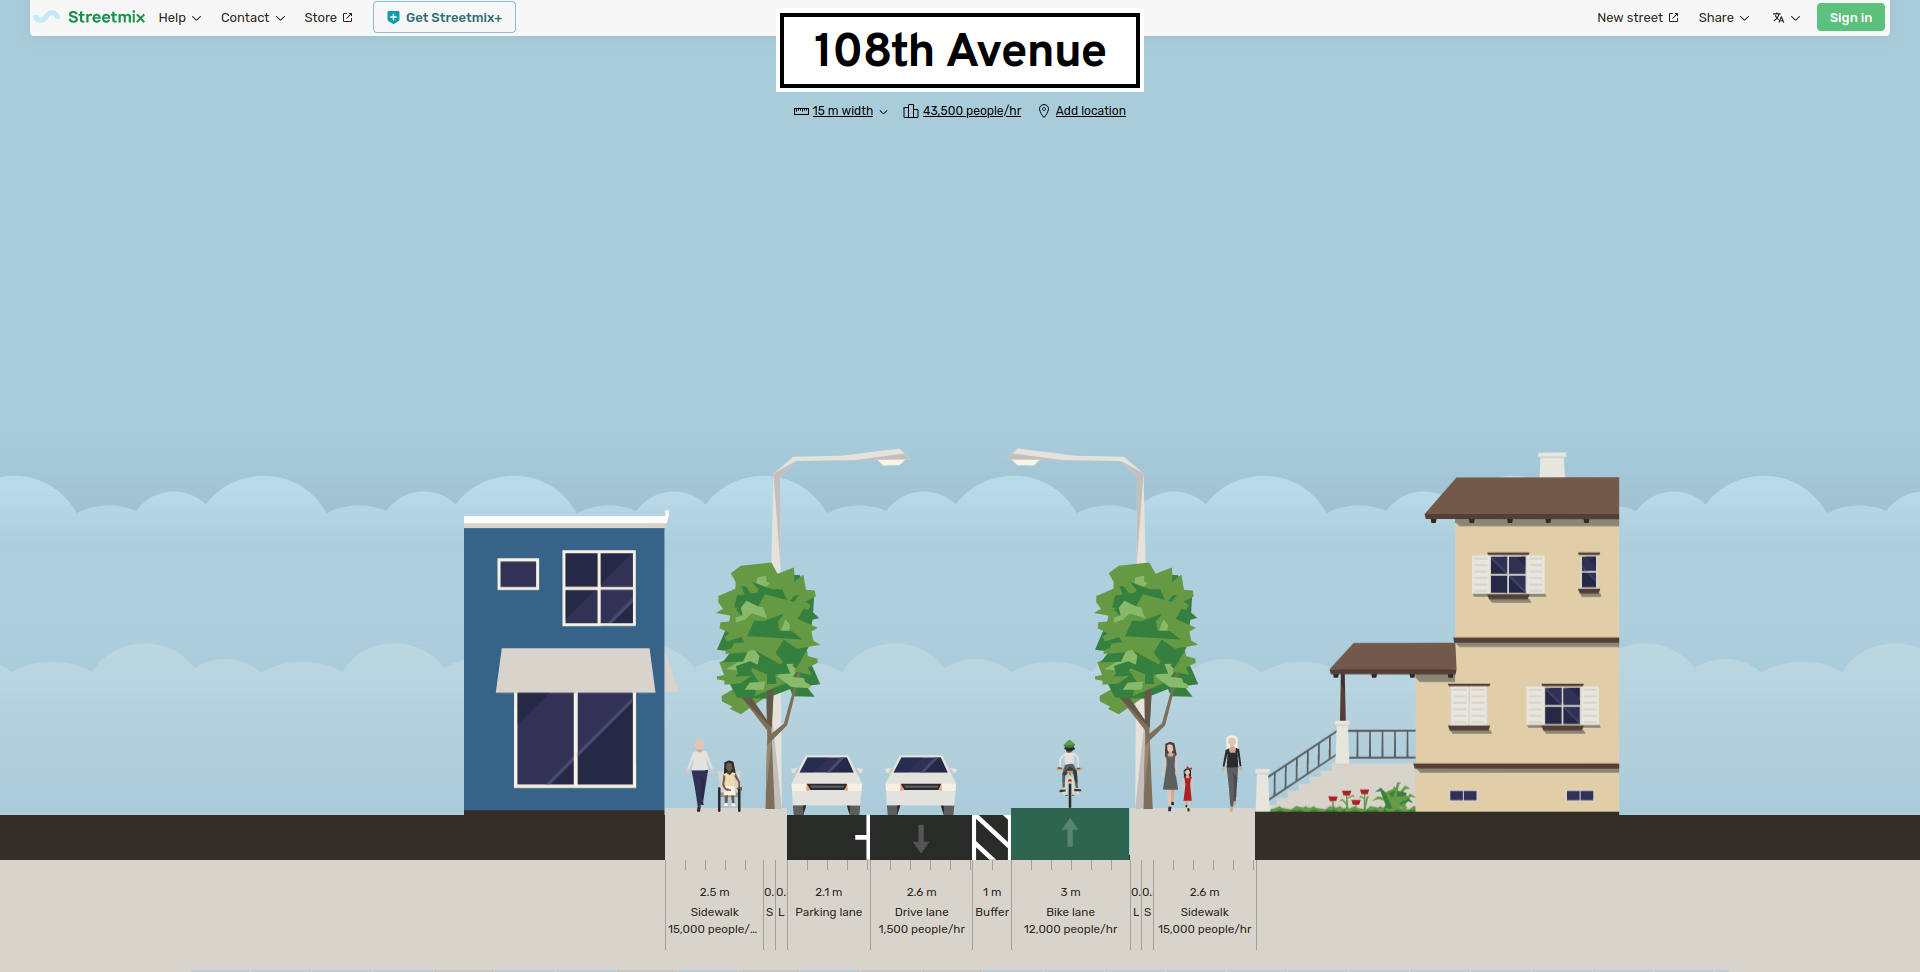 Streetmix Help Contact Store Get Streetmix+ New street Share Sign in
108th Avenue
15 m width 43,500 people/hr Add location
2.5 m 0. 0. 2.1 m 2.6 m 1 m 3 m 0. 0. 2.6 m
Sidewalk S L Parking lane Drive lane Buffer Bike lane L S Sidewalk
15,000 people/... 1,500 people/hr 12,000 people/hr 15,000 people/hr